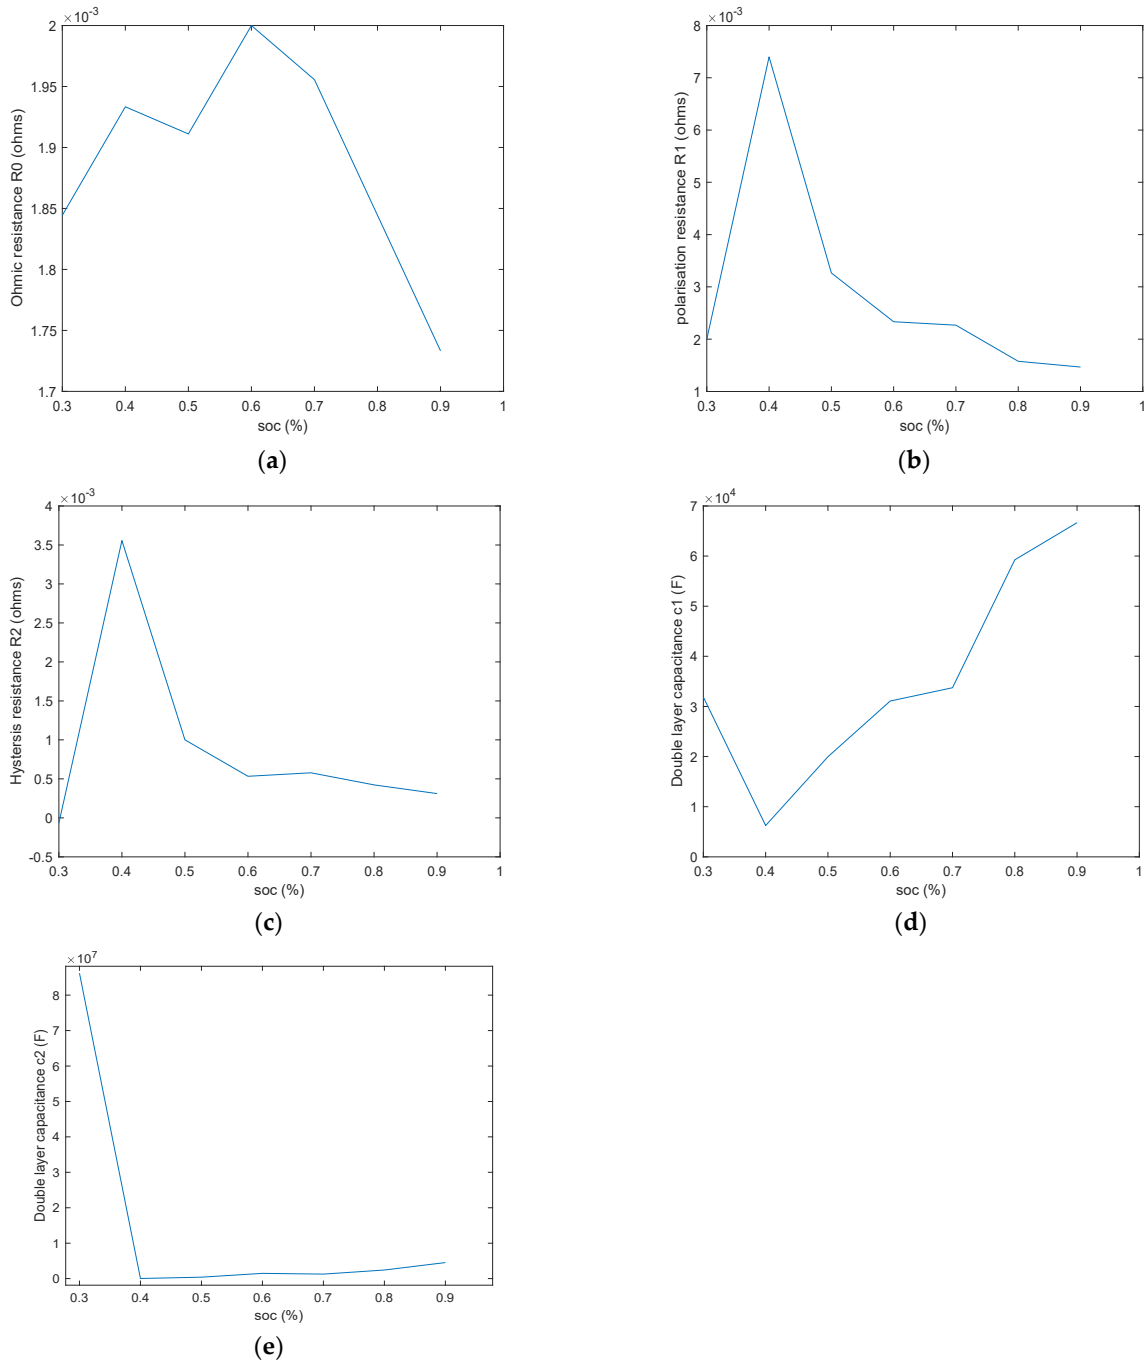 ×10⁻³
2
1.95
1.9
1.85
1.8
1.75
1.7
Ohmic resistance R0 (ohms)
0.3 0.4 0.5 0.6 0.7 0.8 0.9 1
soc (%)
(a)
×10⁻³
8
7
6
5
4
3
2
1
polarisation resistance R1 (ohms)
0.3 0.4 0.5 0.6 0.7 0.8 0.9 1
soc (%)
(b)
×10⁻³
4
3.5
3
2.5
2
1.5
1
0.5
0
-0.5
Hystersis resistance R2 (ohms)
0.3 0.4 0.5 0.6 0.7 0.8 0.9 1
soc (%)
(c)
×10⁴
7
6
5
4
3
2
1
0
Double layer capacitance c1 (F)
0.3 0.4 0.5 0.6 0.7 0.8 0.9 1
soc (%)
(d)
×10⁷
8
7
6
5
4
3
2
1
0
Double layer capacitance c2 (F)
0.3 0.4 0.5 0.6 0.7 0.8 0.9
soc (%)
(e)